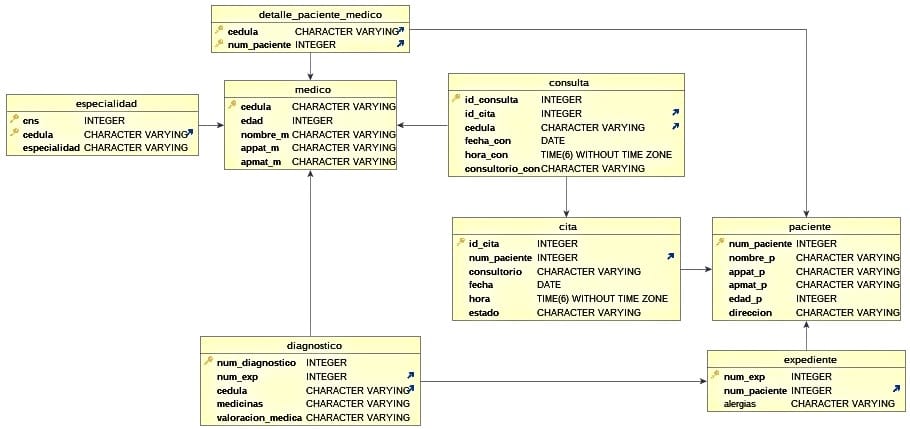 detalle_paciente_medico
cedula CHARACTER VARYING
num_paciente INTEGER
medico
cedula CHARACTER VARYING
edad INTEGER
nombre_m CHARACTER VARYING
appat_m CHARACTER VARYING
apmat_m CHARACTER VARYING
consulta
id_consulta INTEGER
id_cita INTEGER
cedula CHARACTER VARYING
fecha_con DATE
hora_con TIME(6) WITHOUT TIME ZONE
consultorio_con CHARACTER VARYING
especialidad
cns INTEGER
cedula CHARACTER VARYING
especialidad CHARACTER VARYING
cita
id_cita INTEGER
num_paciente INTEGER
consultorio CHARACTER VARYING
fecha DATE
hora TIME(6) WITHOUT TIME ZONE
estado CHARACTER VARYING
paciente
num_paciente INTEGER
nombre_p CHARACTER VARYING
appat_p CHARACTER VARYING
apmat_p CHARACTER VARYING
edad_p INTEGER
direccion CHARACTER VARYING
diagnostico
num_diagnostico INTEGER
num_exp INTEGER
cedula CHARACTER VARYING
medicinas CHARACTER VARYING
valoracion_medica CHARACTER VARYING
expediente
num_exp INTEGER
num_paciente INTEGER
alergias CHARACTER VARYING